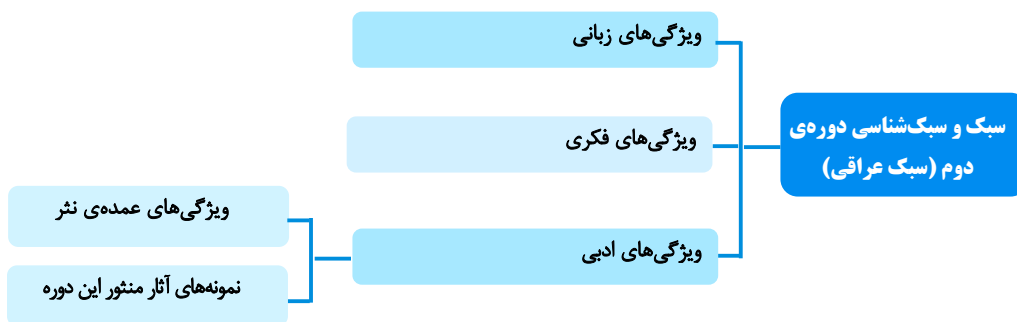 سبک و سبک‌شناسی دوره‌ی
دوم (سبک عراقی)
ویژگی‌های زبانی
ویژگی‌های فکری
ویژگی‌های ادبی
ویژگی‌های عمده‌ی نثر
نمونه‌های آثار منثور این دوره